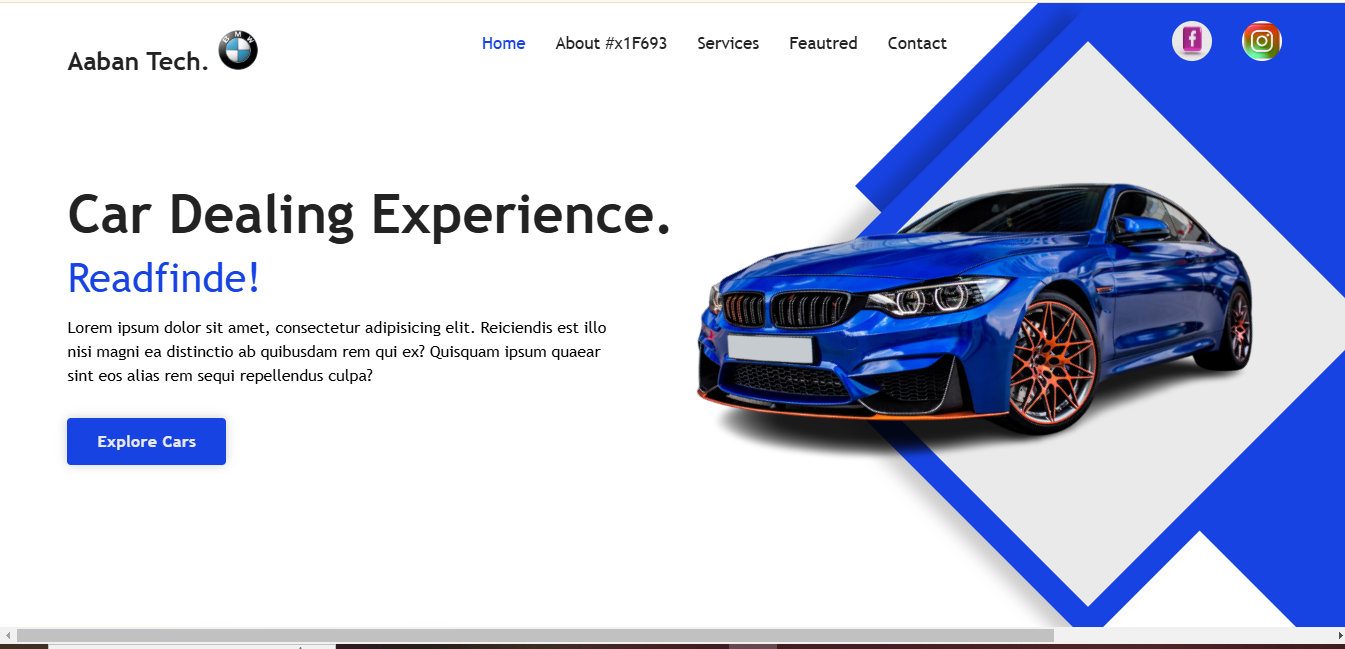 Aaban Tech.
BMW
Home About #x1F693 Services Feautred Contact
Car Dealing Experience.
Readfinde!
Lorem ipsum dolor sit amet, consectetur adipisicing elit. Reiciendis est illo
nisi magni ea distinctio ab quibusdam rem qui ex? Quisquam ipsum quaear
sint eos alias rem sequi repellendus culpa?
Explore Cars